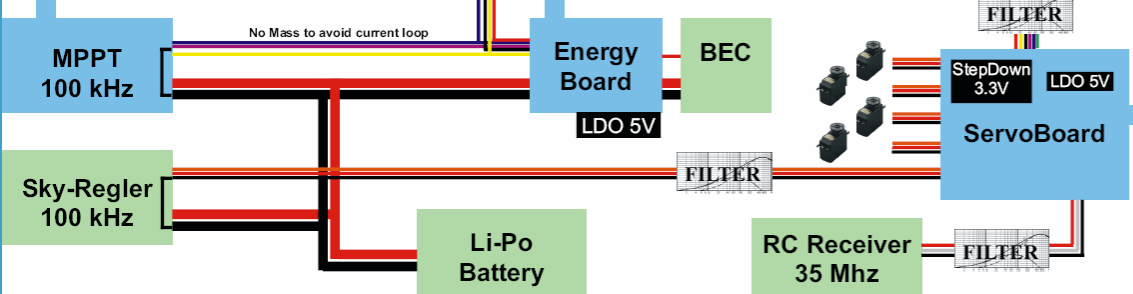 FILTER
No Mass to avoid current loop
MPPT
100 kHz
Energy
Board
BEC
LDO 5V
StepDown
3.3V
LDO 5V
ServoBoard
Sky-Regler
100 kHz
FILTER
Li-Po
Battery
RC Receiver
35 Mhz
FILTER